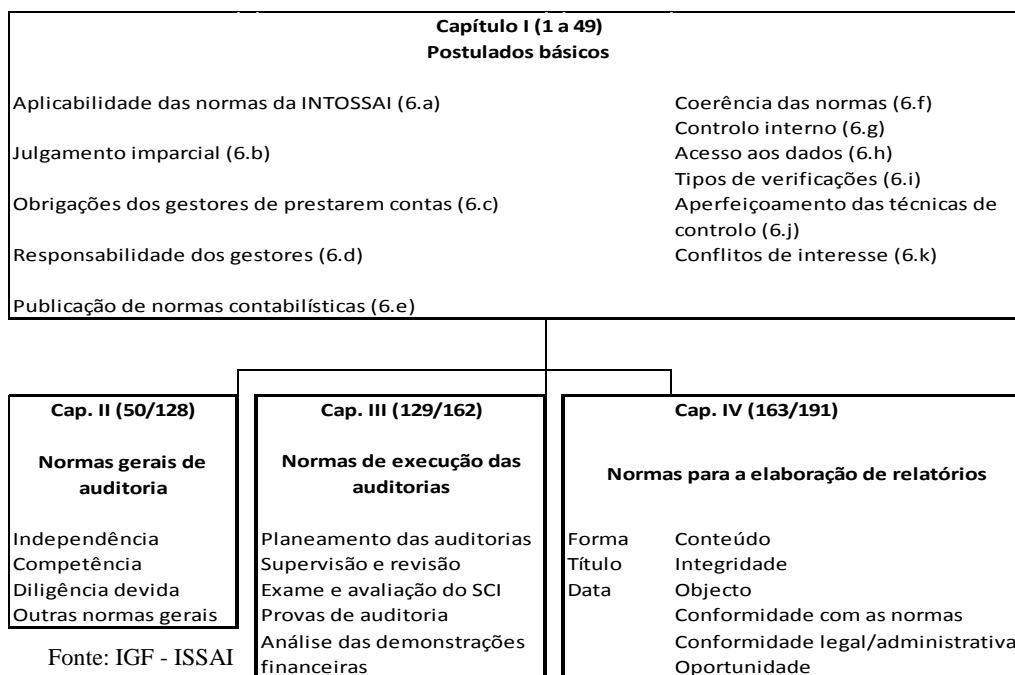 Capítulo I (1 a 49)
Postulados básicos
Aplicabilidade das normas da INTOSSAI (6.a)
Julgamento imparcial (6.b)
Obrigações dos gestores de prestarem contas (6.c)
Responsabilidade dos gestores (6.d)
Publicação de normas contabilísticas (6.e)
Coerência das normas (6.f)
Controlo interno (6.g)
Acesso aos dados (6.h)
Tipos de verificações (6.i)
Aperfeiçoamento das técnicas de
controlo (6.j)
Conflitos de interesse (6.k)
Cap. II (50/128)
Normas gerais de
auditoria
Independência
Competência
Diligência devida
Outras normas gerais
Cap. III (129/162)
Normas de execução das
auditorias
Planeamento das auditorias
Supervisão e revisão
Exame e avaliação do SCI
Provas de auditoria
Análise das demonstrações
financeiras
Cap. IV (163/191)
Normas para a elaboração de relatórios
Forma
Título
Data
Conteúdo
Integridade
Objecto
Conformidade com as normas
Conformidade legal/administrativa
Oportunidade
Fonte: IGF - ISSAI